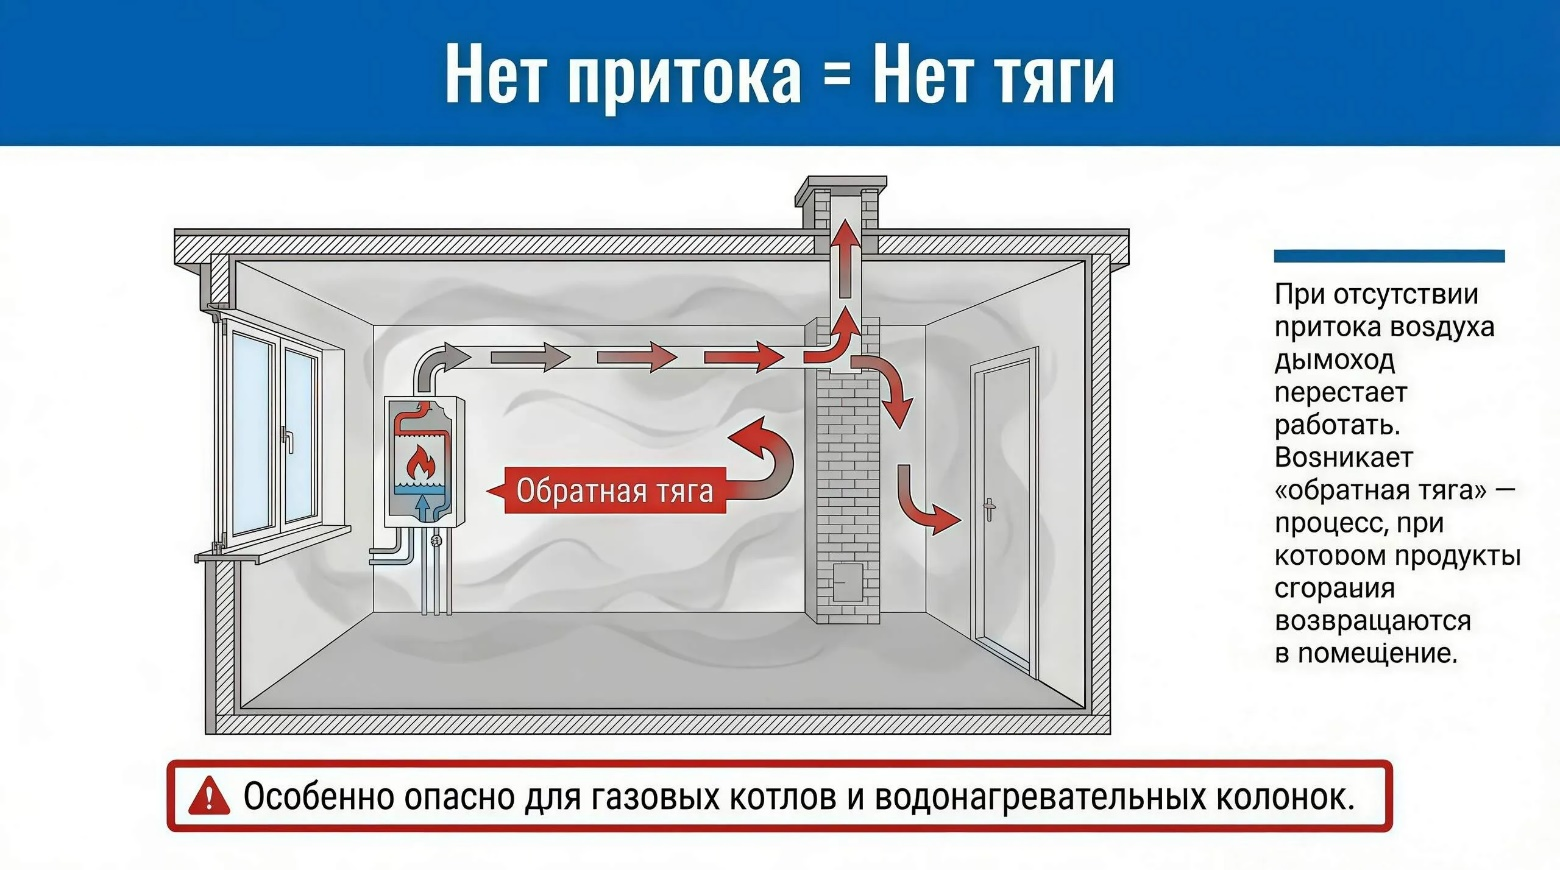 Нет притока = Нет тяги
При отсутствии
притока воздуха
дымоход
перестает
работать.
Возникает
«обратная тяга» —
процесс, при
котором продукты
сгорания
возвращаются
в помещение.
Обратная тяга
Особенно опасно для газовых котлов и водонагревательных колонок.